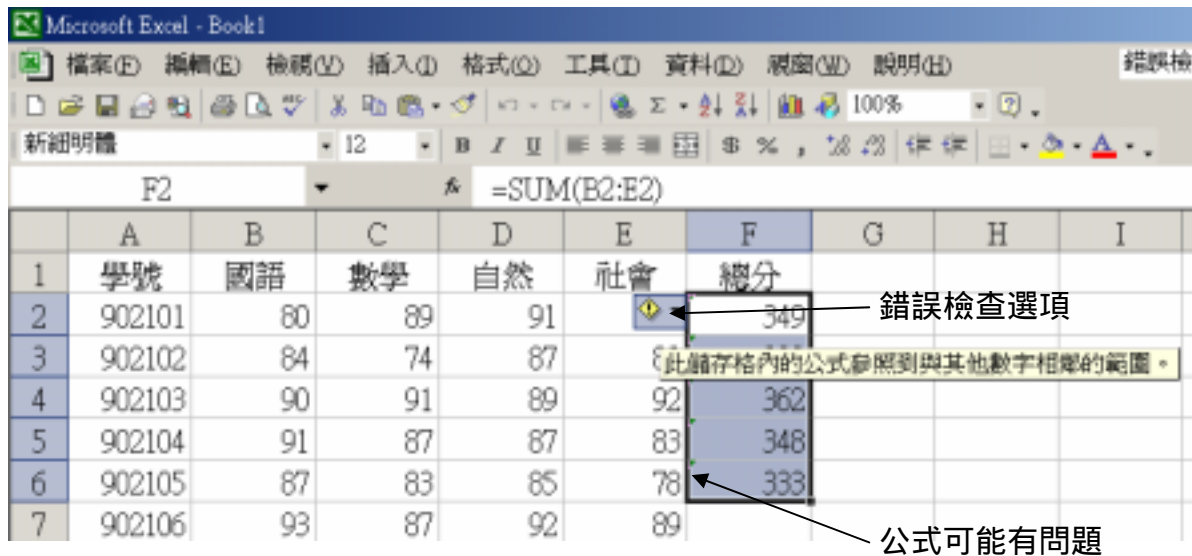 Microsoft Excel - Book1
檔案(F) 編輯(E) 檢視(V) 插入(I) 格式(O) 工具(T) 資料(D) 視窗(W) 說明(H) 錯誤檢
100%
新細明體 12 B I U $ % ,
F2 fx =SUM(B2:E2)
A B C D E F G H I
1 學號 國語 數學 自然 社會 總分
2 902101 80 89 91 349 錯誤檢查選項
3 902102 84 74 87
此儲存格內的公式參照到與其他數字相鄰的範圍。
4 902103 90 91 89 92 362
5 902104 91 87 87 83 348
6 902105 87 83 85 78 333
7 902106 93 87 92 89
公式可能有問題